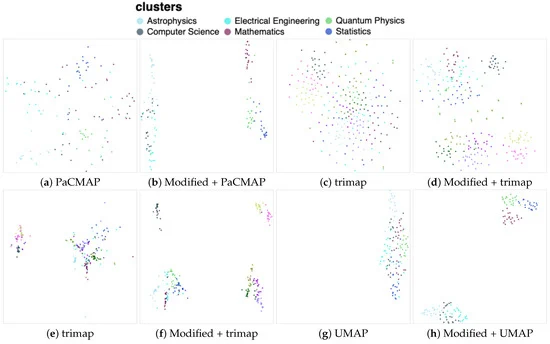 clusters
Astrophysics Electrical Engineering Quantum Physics
Computer Science Mathematics Statistics
(a) PaCMAP (b) Modified + PaCMAP (c) trimap (d) Modified + trimap
(e) trimap (f) Modified + trimap (g) UMAP (h) Modified + UMAP